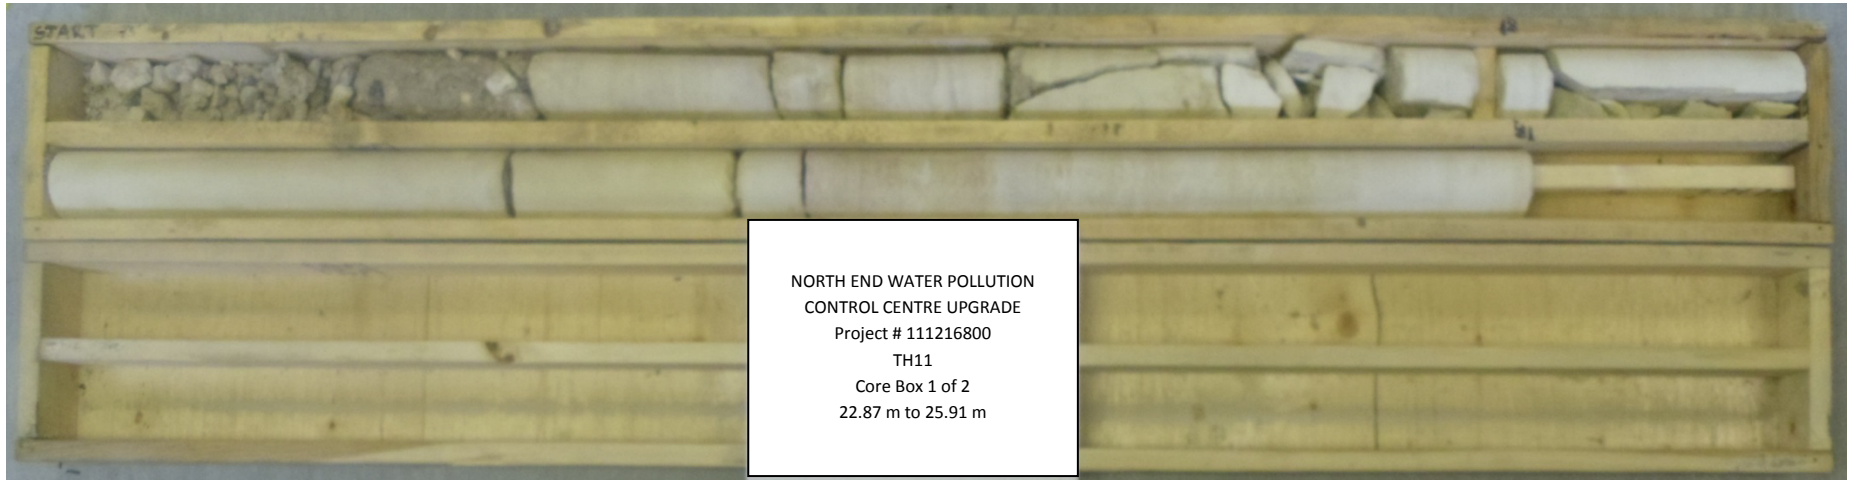 START
NORTH END WATER POLLUTION
CONTROL CENTRE UPGRADE
Project # 111216800
TH11
Core Box 1 of 2
22.87 m to 25.91 m